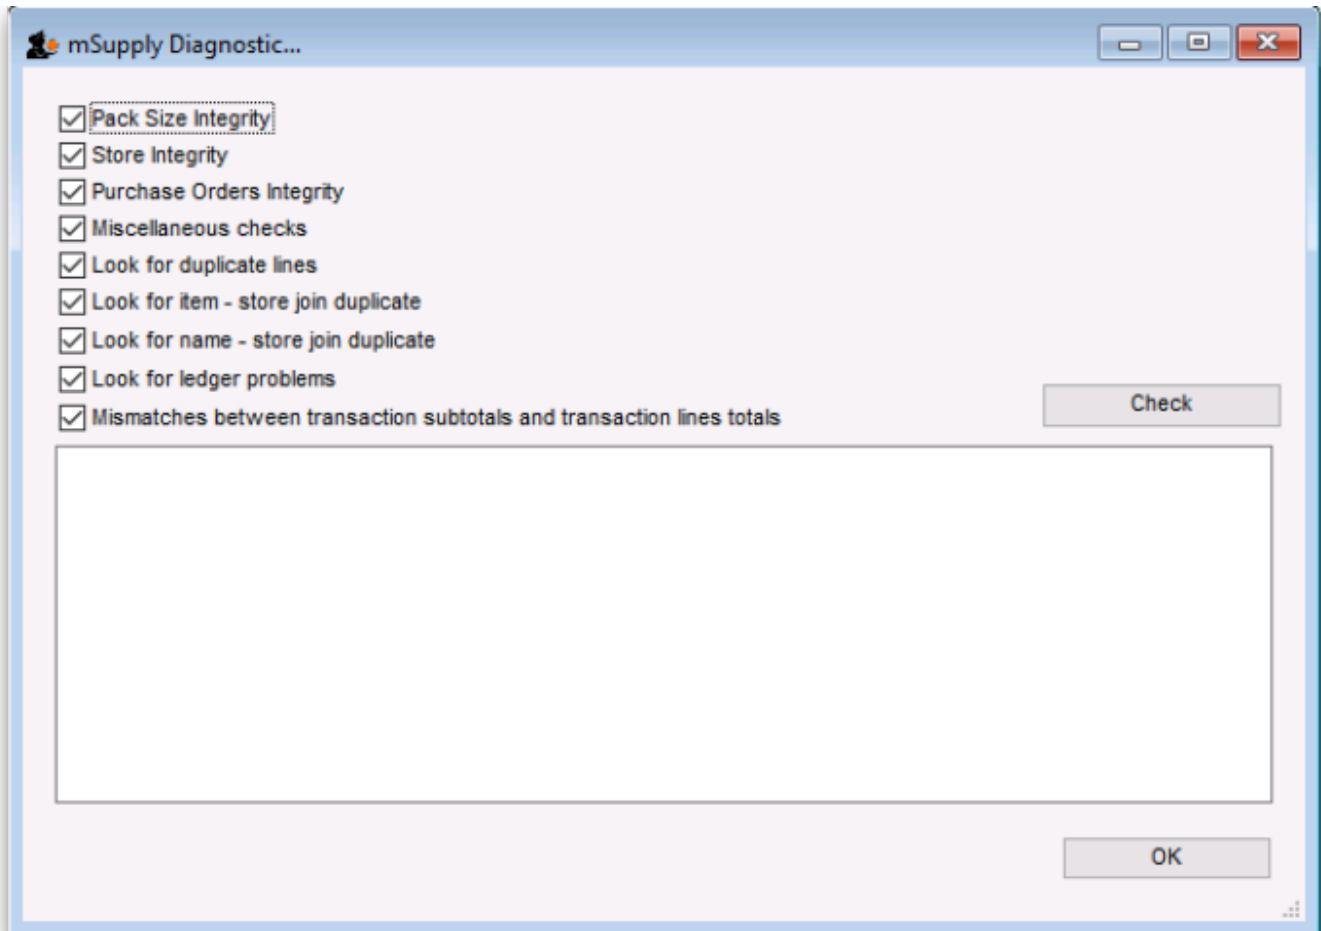 mSupply Diagnostic...
Pack Size Integrity
Store Integrity
Purchase Orders Integrity
Miscellaneous checks
Look for duplicate lines
Look for item - store join duplicate
Look for name - store join duplicate
Look for ledger problems
Mismatches between transaction subtotals and transaction lines totals
Check
OK